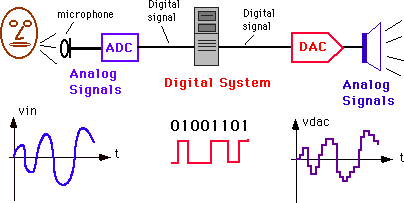 microphone
Digital
signal
Digital
signal
ADC
DAC
Analog
Signals
Digital System
Analog
Signals
vin
t
01001101
vdac
t